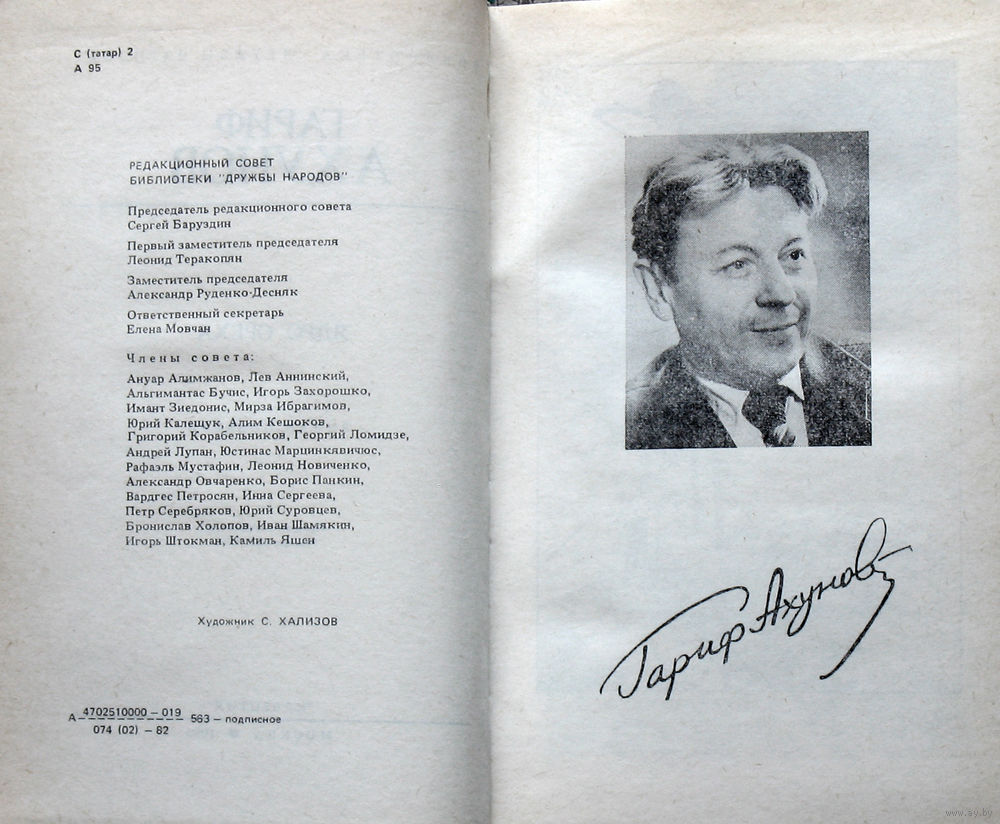 С (татар) 2
А 95
РЕДАКЦИОННЫЙ СОВЕТ
БИБЛИОТЕКИ "ДРУЖБЫ НАРОДОВ"
Председатель редакционного совета
Сергей Баруздин
Первый заместитель председателя
Леонид Теракопян
Заместитель председателя
Александр Руденко-Десняк
Ответственный секретарь
Елена Мовчан
Члены совета:
Ануар Алимжанов, Лев Аннинский,
Альгимантас Бучис, Игорь Захорошко,
Имант Зиедонис, Мирза Ибрагимов,
Юрий Калещук, Алим Кешоков,
Григорий Корабельников, Георгий Ломидзе,
Андрей Лупан, Юстинас Марцинкявичюс,
Рафаэль Мустафин, Леонид Новиченко,
Александр Овчаренко, Борис Панкин,
Вардгес Петросян, Инна Сергеева,
Петр Серебряков, Юрий Суровцев,
Бронислав Холопов, Иван Шамякин,
Игорь Штокман, Камиль Яшен
Художник С. ХАЛИЗОВ
4702510000 – 019
А 563 – подписное
074 (02) – 82
Гариф Ахунов
www.ay.by